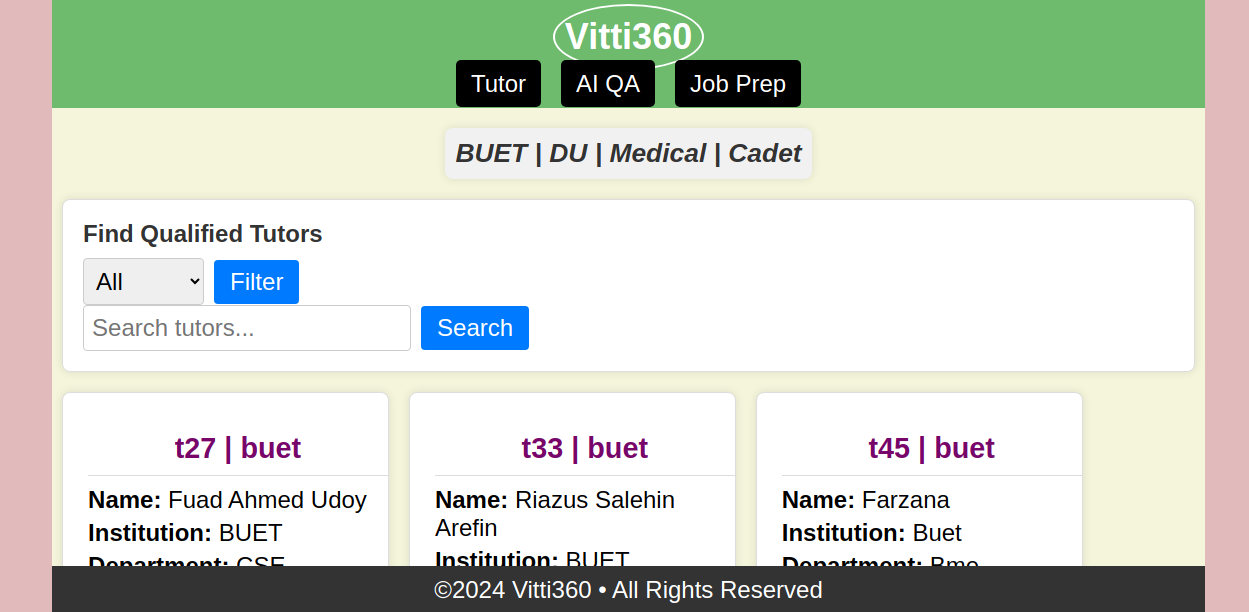 Vitti360
Tutor AI QA Job Prep
BUET | DU | Medical | Cadet
Find Qualified Tutors
All Filter
Search tutors... Search
t27 | buet
Name: Fuad Ahmed Udoy
Institution: BUET
Department: CSE
t33 | buet
Name: Riazus Salehin
Arefin
Institution: BUET
t45 | buet
Name: Farzana
Institution: Buet
Department: Bme
©2024 Vitti360 • All Rights Reserved